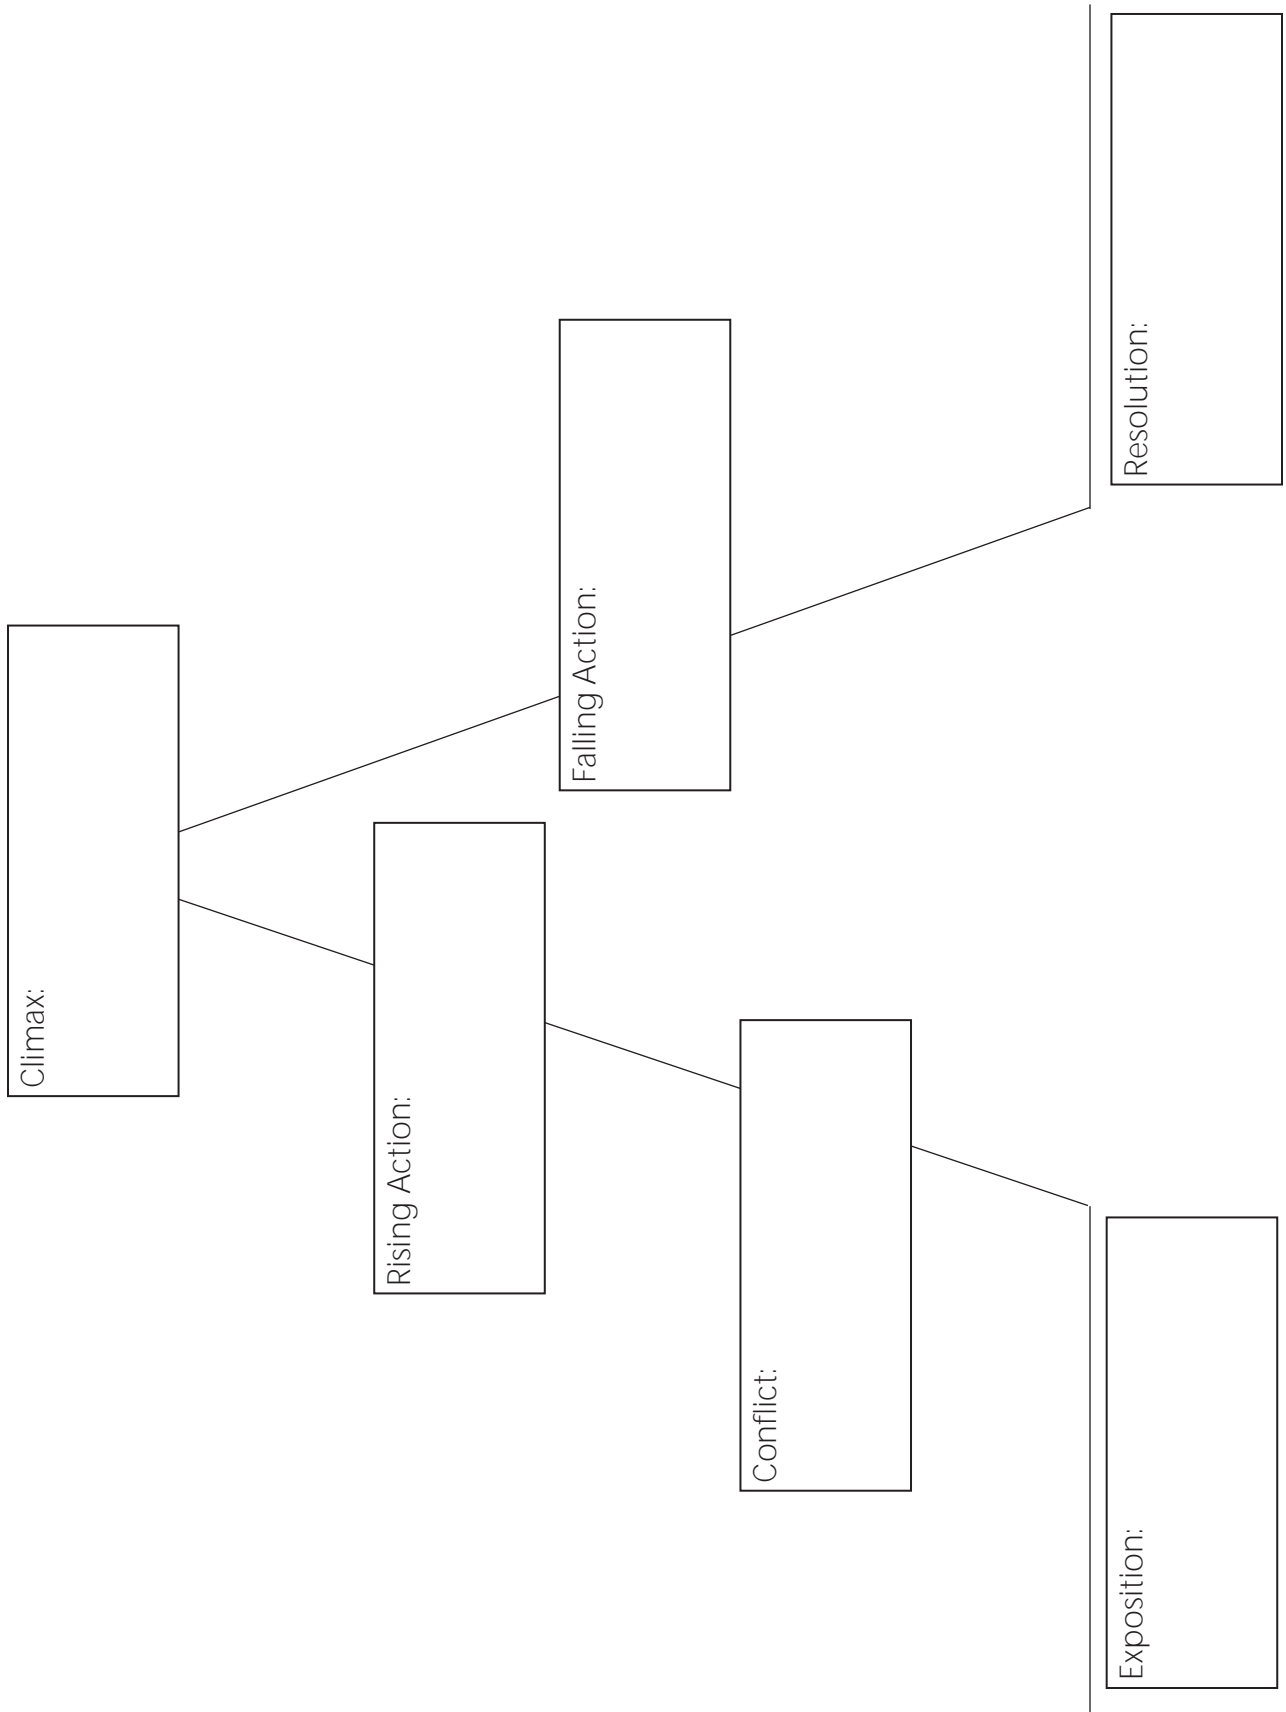 Climax:
Rising Action:
Falling Action:
Conflict:
Exposition:
Resolution: